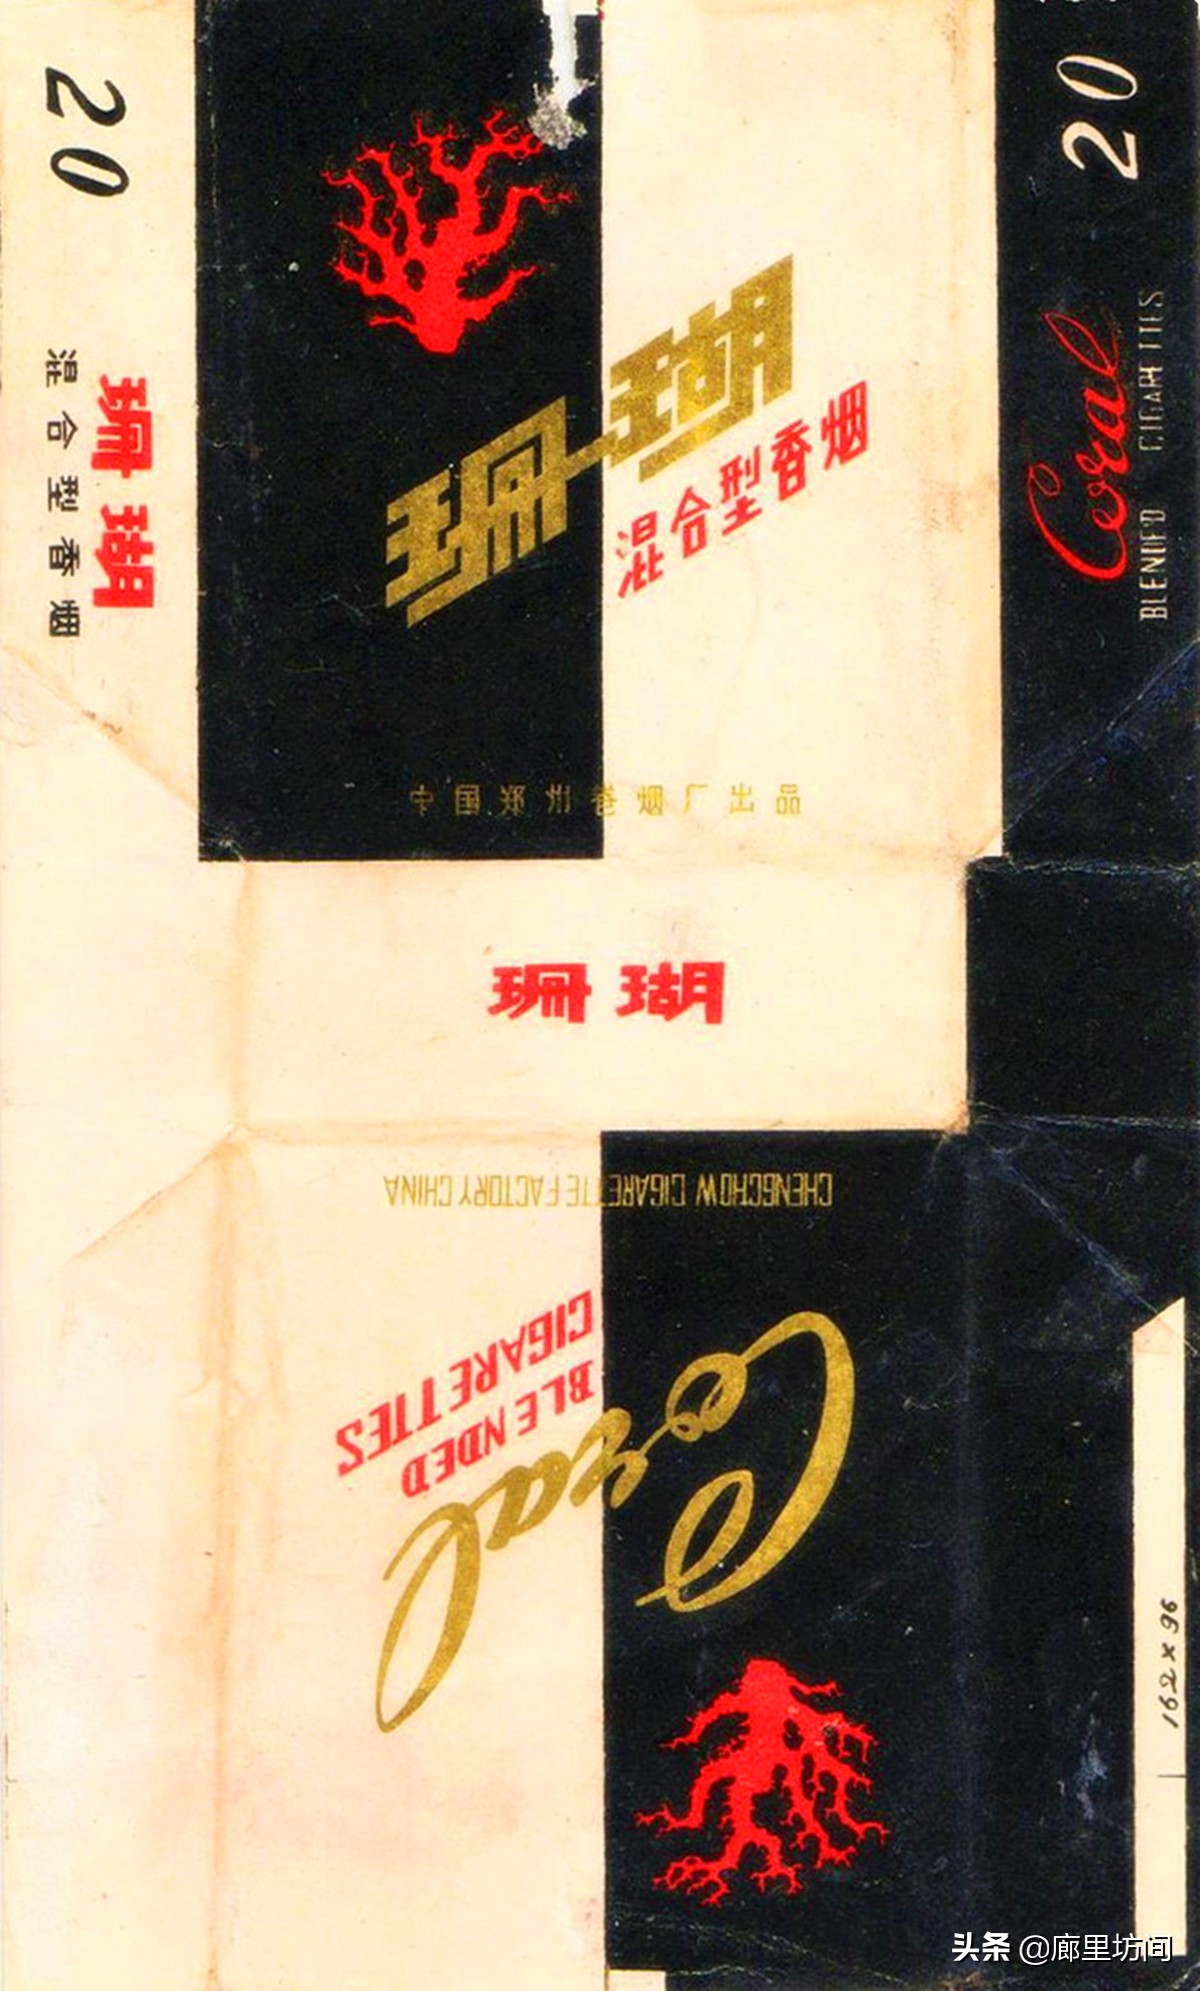 20
珊瑚
混合型香烟
珊瑚
混合型香烟
中国郑州卷烟厂出品
20
Coral
BLENDED CIGARETTES
珊瑚
CHENGCHOW CIGARETTE FACTORY CHINA
Coral
BLENDED
CIGARETTES
162×96
头条 @廊里坊间